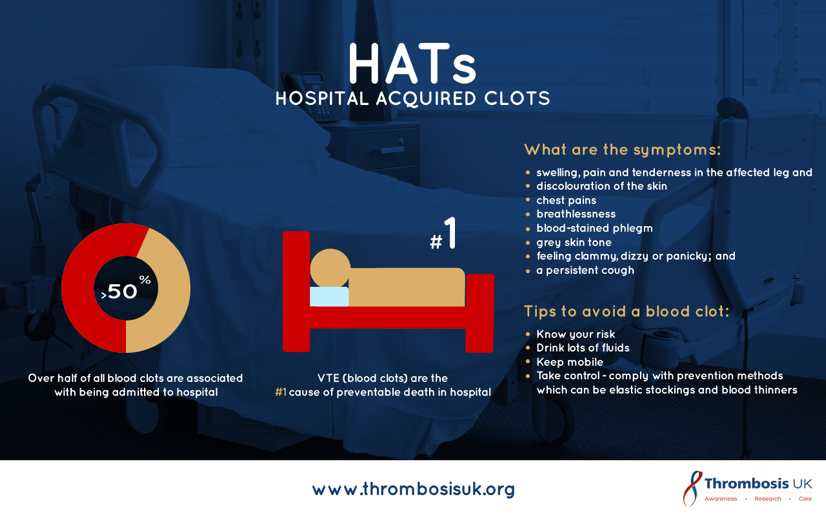 HATs
HOSPITAL ACQUIRED CLOTS
>50%
Over half of all blood clots are associated
with being admitted to hospital
#1
VTE (blood clots) are the
#1 cause of preventable death in hospital
What are the symptoms:
• swelling, pain and tenderness in the affected leg and
• discolouration of the skin
• chest pains
• breathlessness
• blood-stained phlegm
• grey skin tone
• feeling clammy, dizzy or panicky; and
• a persistent cough
Tips to avoid a blood clot:
• Know your risk
• Drink lots of fluids
• Keep mobile
• Take control - comply with prevention methods
which can be elastic stockings and blood thinners
www.thrombosisuk.org
Thrombosis UK
Awareness • Research • Care